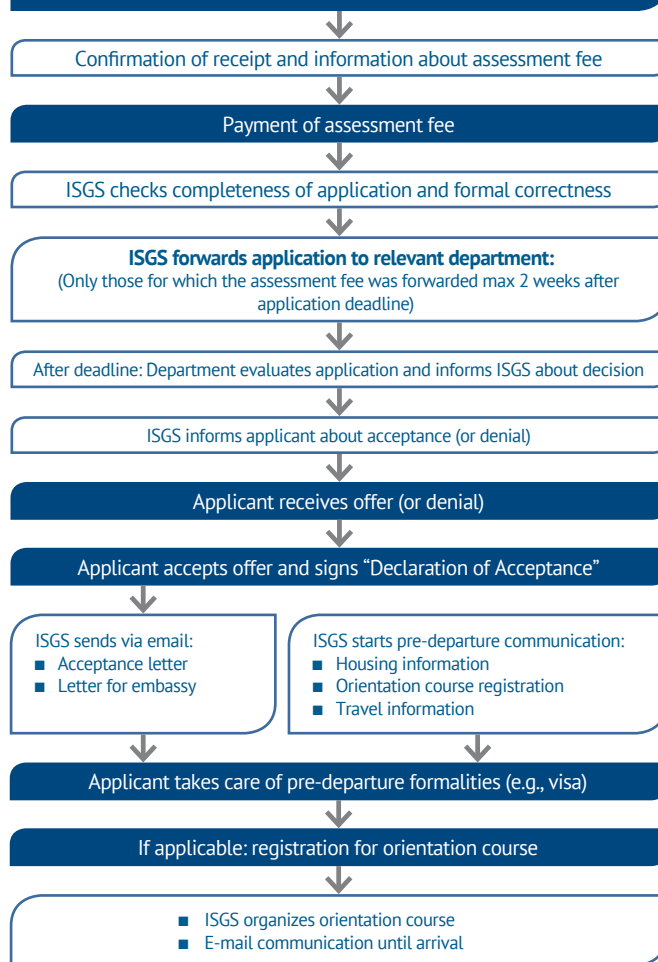 Confirmation of receipt and information about assessment fee
Payment of assessment fee
ISGS checks completeness of application and formal correctness
ISGS forwards application to relevant department:
(Only those for which the assessment fee was forwarded max 2 weeks after
application deadline)
After deadline: Department evaluates application and informs ISGS about decision
ISGS informs applicant about acceptance (or denial)
Applicant receives offer (or denial)
Applicant accepts offer and signs “Declaration of Acceptance”
ISGS sends via email:
■ Acceptance letter
■ Letter for embassy
ISGS starts pre-departure communication:
■ Housing information
■ Orientation course registration
■ Travel information
Applicant takes care of pre-departure formalities (e.g., visa)
If applicable: registration for orientation course
■ ISGS organizes orientation course
■ E-mail communication until arrival